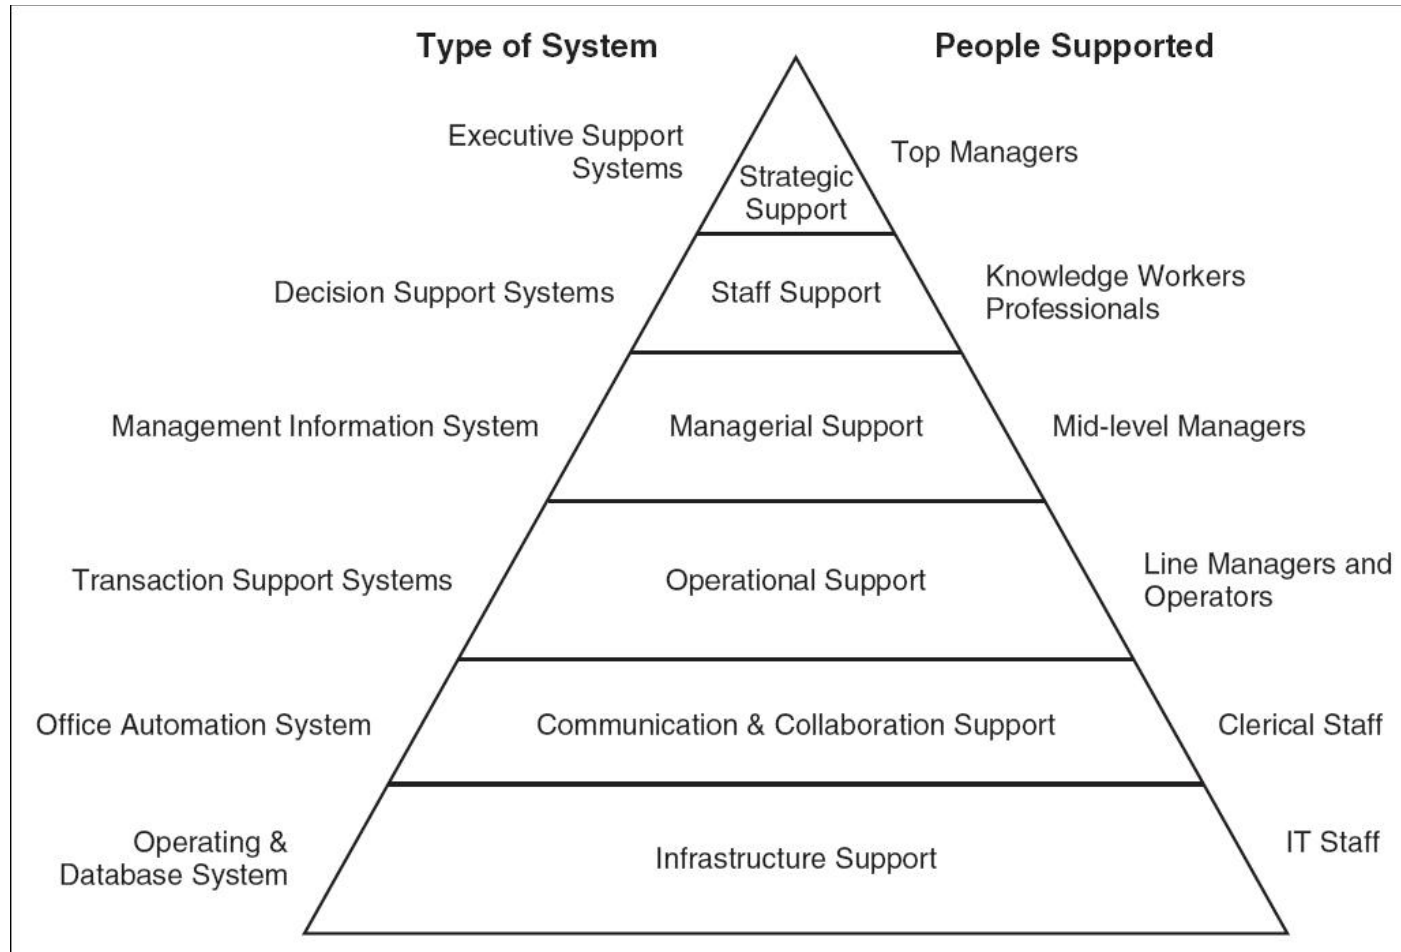 Type of System
People Supported
Executive Support
Systems
Strategic
Support
Top Managers
Decision Support Systems
Staff Support
Knowledge Workers
Professionals
Management Information System
Managerial Support
Mid-level Managers
Transaction Support Systems
Operational Support
Line Managers and
Operators
Office Automation System
Communication & Collaboration Support
Clerical Staff
Operating &
Database System
Infrastructure Support
IT Staff